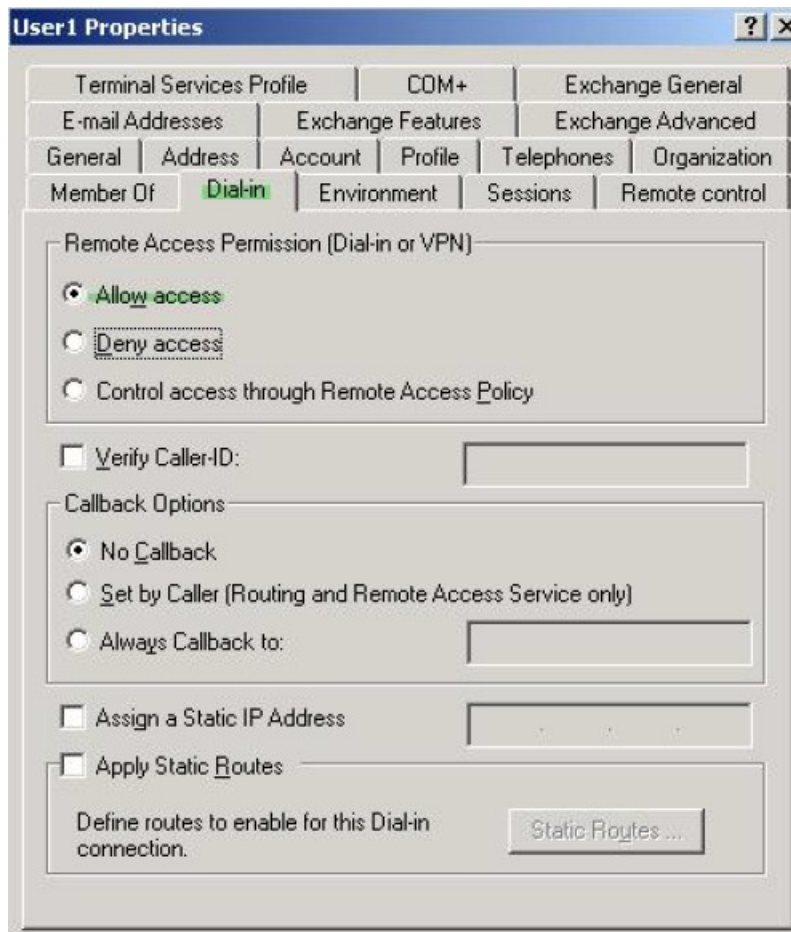 User1 Properties
Terminal Services Profile COM+ Exchange General
E-mail Addresses Exchange Features Exchange Advanced
General Address Account Profile Telephones Organization
Member Of Dial-in Environment Sessions Remote control
Remote Access Permission (Dial-in or VPN)
Allow access
Deny access
Control access through Remote Access Policy
Verify Caller-ID:
Callback Options
No Callback
Set by Caller (Routing and Remote Access Service only)
Always Callback to:
Assign a Static IP Address
Apply Static Routes
Define routes to enable for this Dial-in
connection.
Static Routes ...